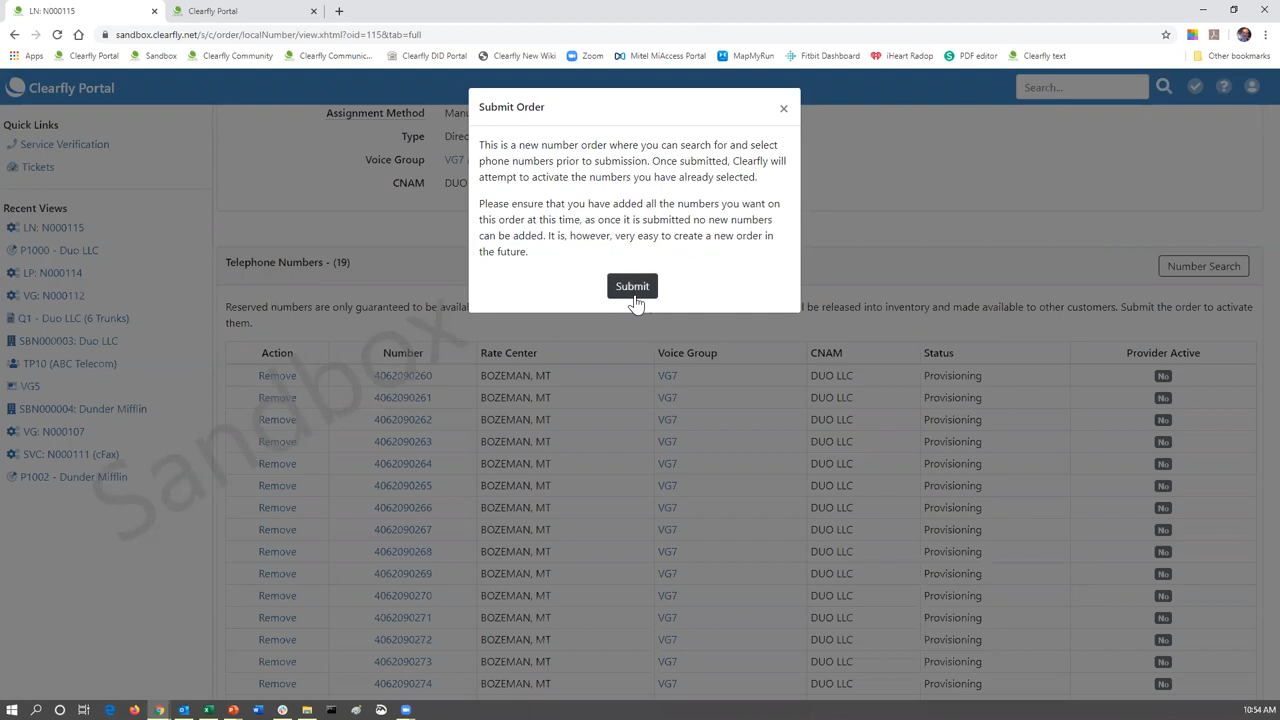 LN: N000115
Clearfly Portal
sandbox.clearfly.net/s/c/order/localNumber/view.xhtml?oid=115&tab=full
Apps
Clearfly Portal
Sandbox
Clearfly Community
Clearfly Communic...
Clearfly DID Portal
Clearfly New Wiki
Zoom
Mitel MiAccess Portal
MapMyRun
Fitbit Dashboard
iHeart Radop
PDF editor
Clearfly text
Other bookmarks
Clearfly Portal
Search...
Quick Links
Service Verification
Tickets
Recent Views
LN: N000115
P1000 - Duo LLC
LP: N000114
VG: N000112
Q1 - Duo LLC (6 Trunks)
SBN000003: Duo LLC
TP10 (ABC Telecom)
VG5
SBN000004: Dunder Mifflin
VG: N000107
SVC: N000111 (cFax)
P1002 - Dunder Mifflin
Assignment Method Manu
Type Direc
Voice Group VG7
CNAM DUO
Submit Order
This is a new number order where you can search for and select
phone numbers prior to submission. Once submitted, Clearfly will
attempt to activate the numbers you have already selected.
Please ensure that you have added all the numbers you want on
this order at this time, as once it is submitted no new numbers
can be added. It is, however, very easy to create a new order in
the future.
Submit
Telephone Numbers - (19)
Number Search
Reserved numbers are only guaranteed to be availa ll be released into inventory and made available to other customers. Submit the order to activate
them.
Action Number Rate Center Voice Group CNAM Status Provider Active
Remove 4062090260 BOZEMAN, MT VG7 DUO LLC Provisioning No
Remove 4062090261 BOZEMAN, MT VG7 DUO LLC Provisioning No
Remove 4062090262 BOZEMAN, MT VG7 DUO LLC Provisioning No
Remove 4062090263 BOZEMAN, MT VG7 DUO LLC Provisioning No
Remove 4062090264 BOZEMAN, MT VG7 DUO LLC Provisioning No
Remove 4062090265 BOZEMAN, MT VG7 DUO LLC Provisioning No
Remove 4062090266 BOZEMAN, MT VG7 DUO LLC Provisioning No
Remove 4062090267 BOZEMAN, MT VG7 DUO LLC Provisioning No
Remove 4062090268 BOZEMAN, MT VG7 DUO LLC Provisioning No
Remove 4062090269 BOZEMAN, MT VG7 DUO LLC Provisioning No
Remove 4062090270 BOZEMAN, MT VG7 DUO LLC Provisioning No
Remove 4062090271 BOZEMAN, MT VG7 DUO LLC Provisioning No
Remove 4062090272 BOZEMAN, MT VG7 DUO LLC Provisioning No
Remove 4062090273 BOZEMAN, MT VG7 DUO LLC Provisioning No
Remove 4062090274 BOZEMAN, MT VG7 DUO LLC Provisioning No
Sandbox
10:54 AM